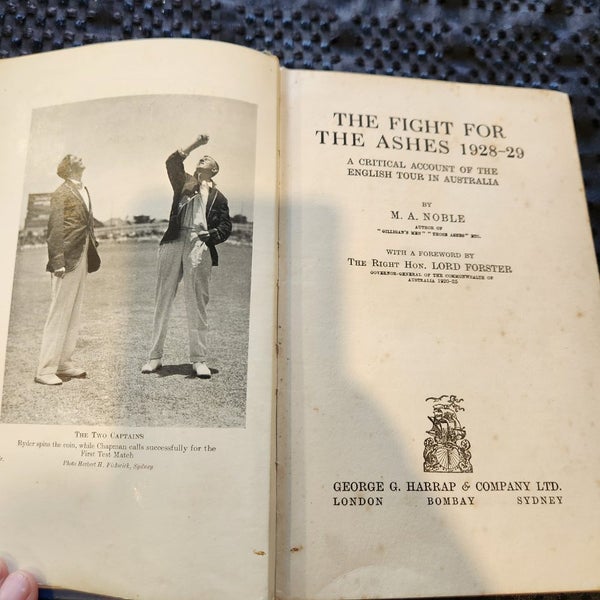 THE TWO CAPTAINS
Ryder spins the coin, while Chapman calls successfully for the
First Test Match
Photo Herbert H. Fishwick, Sydney
THE FIGHT FOR
THE ASHES 1928-29
A CRITICAL ACCOUNT OF THE
ENGLISH TOUR IN AUSTRALIA
BY
M. A. NOBLE
AUTHOR OF
"GILLIGAN'S MEN" "THOSE ASHES" ETC.
WITH A FOREWORD BY
THE RIGHT HON. LORD FORSTER
GOVERNOR-GENERAL OF THE COMMONWEALTH OF
AUSTRALIA 1920-25
GEORGE G. HARRAP & COMPANY LTD.
LONDON BOMBAY SYDNEY